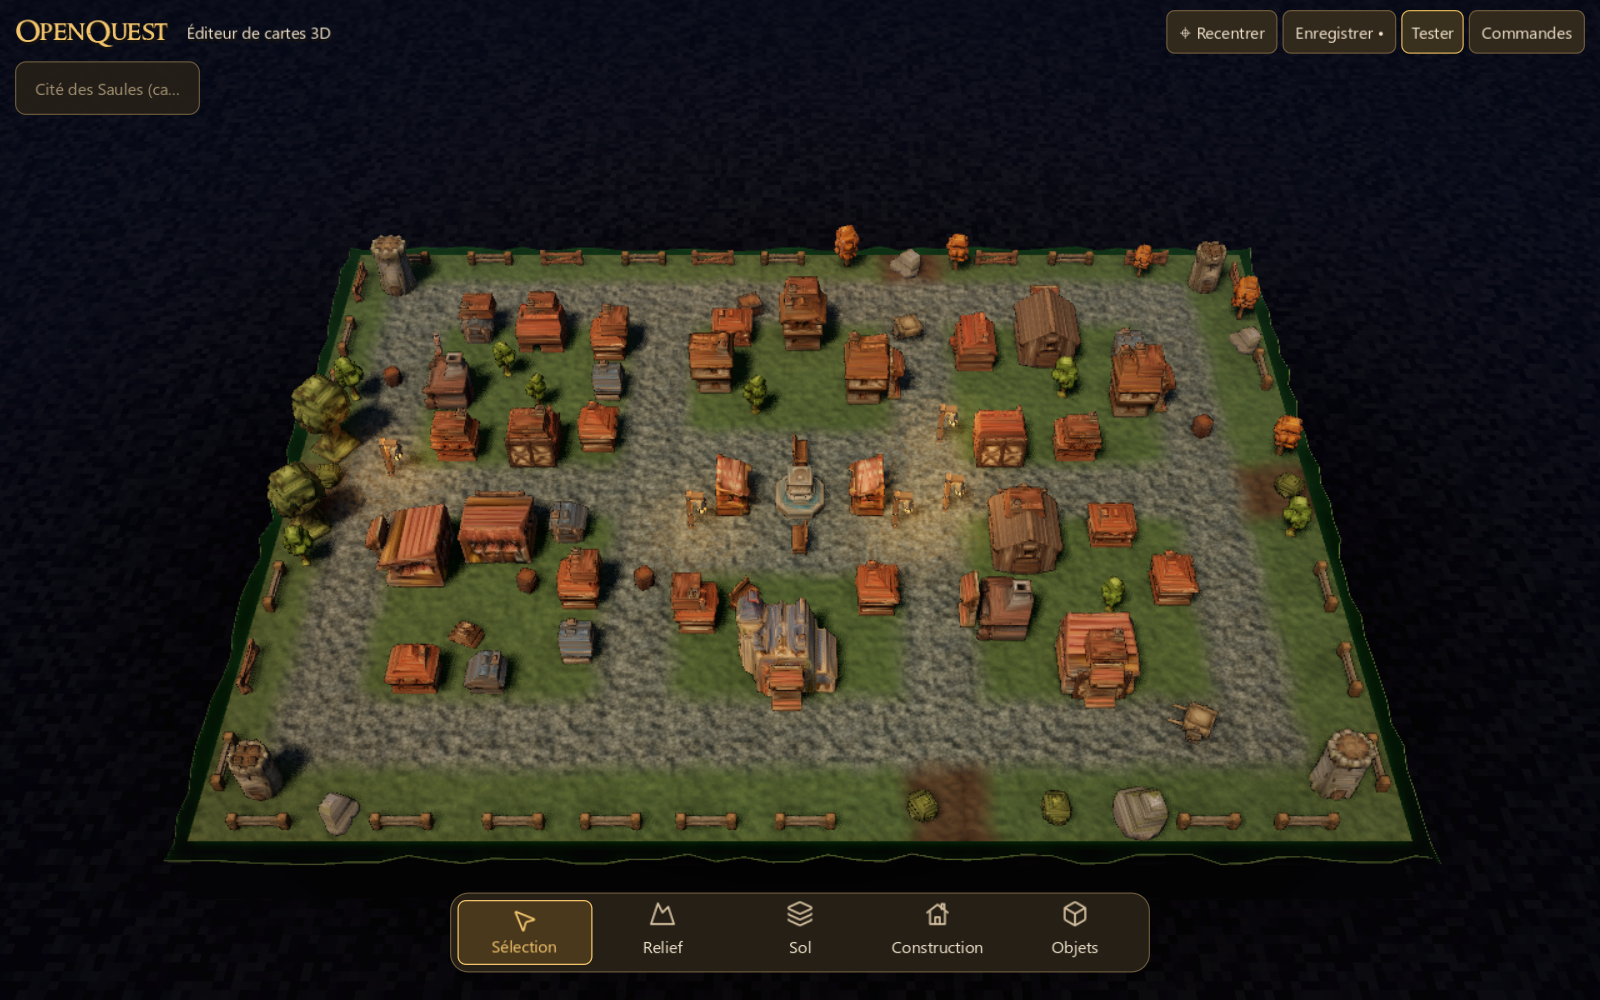 OpenQuest
Éditeur de cartes 3D
Recentrer
Enregistrer •
Tester
Commandes
Cité des Saules (ca...
Sélection
Relief
Sol
Construction
Objets